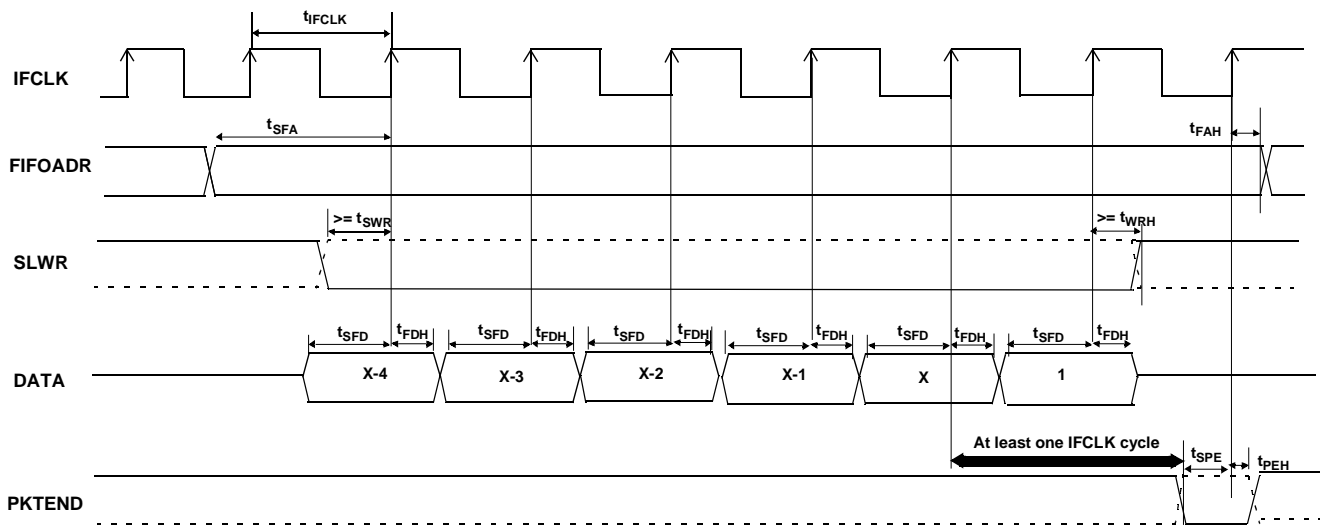 tIFCLK
IFCLK
tSFA
tFAH
FIFOADR
>= tSWR
>= tWRH
SLWR
tSFD tFDH tSFD tFDH tSFD tFDH tSFD tFDH tSFD tFDH tSFD tFDH
DATA X-4 X-3 X-2 X-1 X 1
At least one IFCLK cycle
tSPE
tPEH
PKTEND